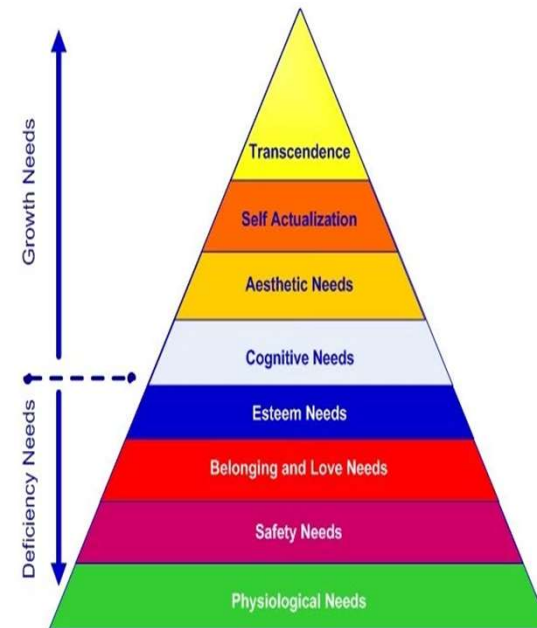 Growth Needs
Deficiency Needs
Transcendence
Self Actualization
Aesthetic Needs
Cognitive Needs
Esteem Needs
Belonging and Love Needs
Safety Needs
Physiological Needs